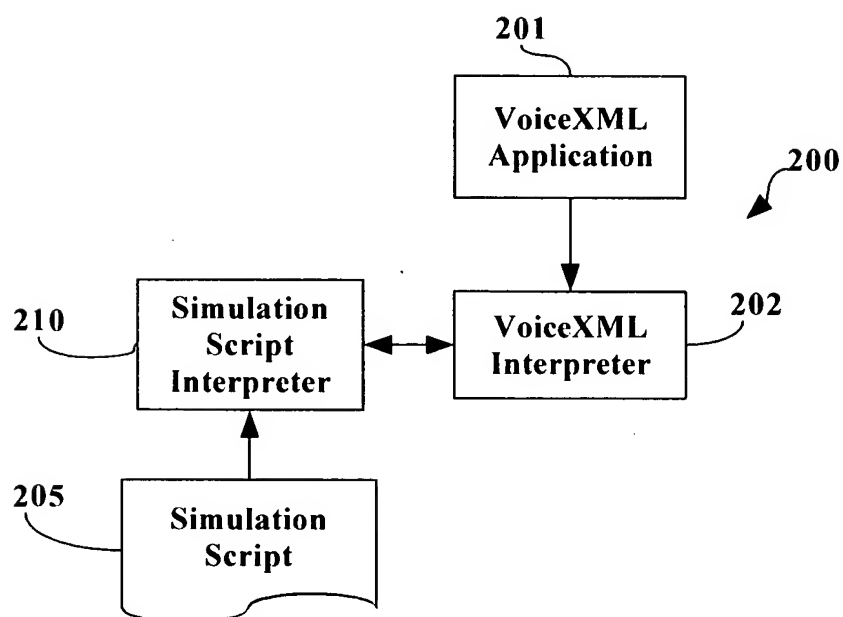 201
VoiceXML
Application
200
210
Simulation
Script
Interpreter
VoiceXML
Interpreter
202
205
Simulation
Script